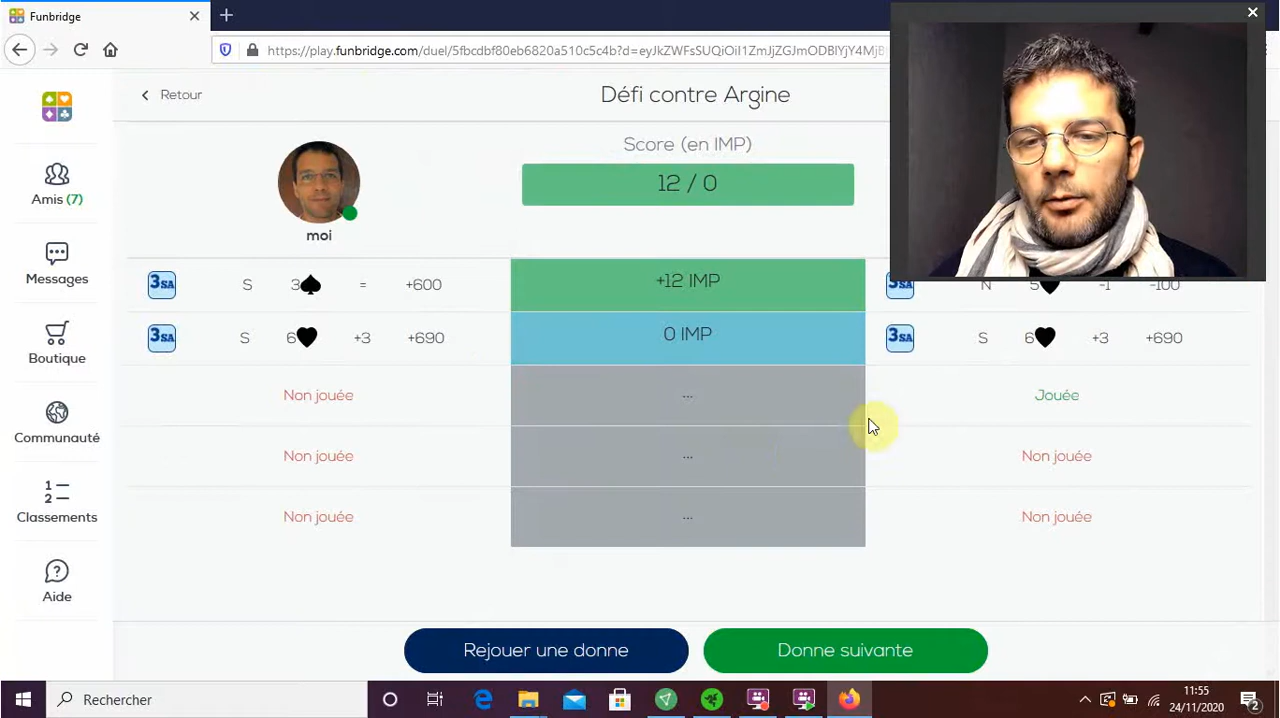 Funbridge
https://play.funbridge.com/duel/5fbcdbf80eb6820a510c5c4b?d=
Retour
Défi contre Argine
Score (en IMP)
12 / 0
moi
Amis (7)
Messages
Boutique
Communauté
1
2
Classements
Aide
3SA S 3♠ = +600 +12 IMP 3SA N 5♥ -1 -100
3SA S 6♥ +3 +690 0 IMP 3SA S 6♥ +3 +690
Non jouée ... Jouée
Non jouée ... Non jouée
Non jouée ... Non jouée
Rejouer une donne
Donne suivante
Rechercher
11:55
24/11/2020
2